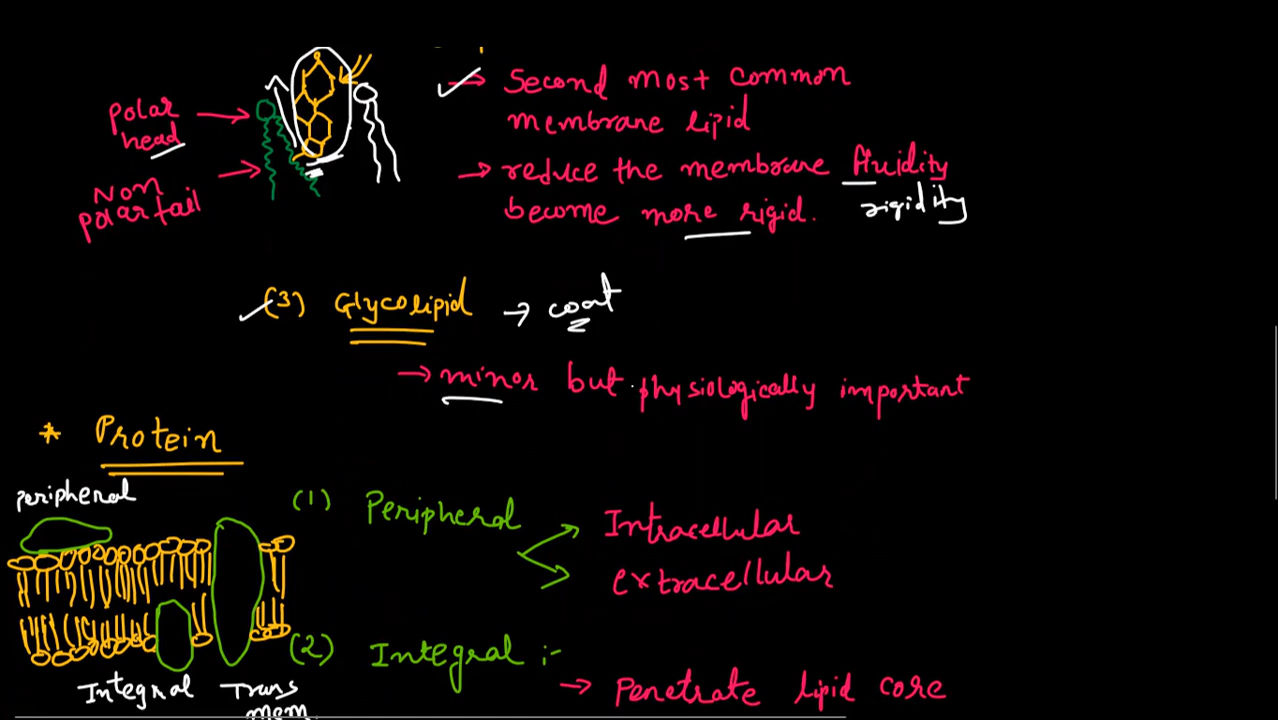 → Second most common
membrane lipid
polar head →
Non polar tail →
→ reduce the membrane fluidity
become more rigid. rigidity
(3) Glycolipid → coat
→ minor but physiologically important
* Protein
peripheral
(1) Peripheral
Intracellular
extracellular
(2) Integral :-
→ Penetrate lipid core
Integral
Trans
mem.